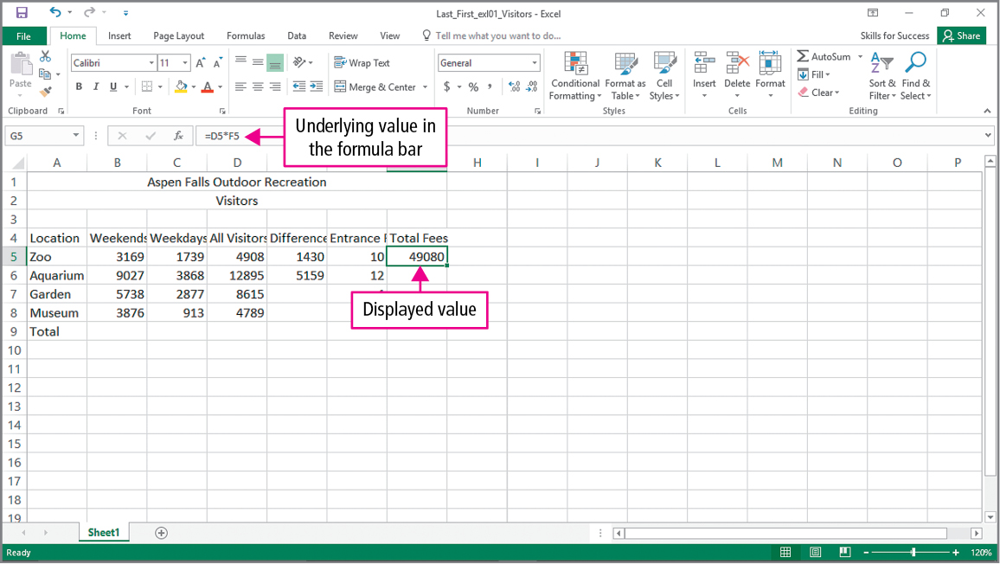 Last_First_exl01_Visitors - Excel
File Home Insert Page Layout Formulas Data Review View Tell me what you want to do... Skills for Success Share
Calibri 11 Wrap Text General AutoSum
Paste B I U Merge & Center $ % , Conditional Formatting Format as Table Cell Styles Insert Delete Format Fill Clear Sort & Filter Find & Select
Clipboard Font Number Styles Cells Editing
Underlying value in
the formula bar
G5 fx =D5*F5
A B C D H I J K L M N O P
1 Aspen Falls Outdoor Recreation
2 Visitors
3
4 Location Weekends Weekdays All Visitors Difference Entrance Total Fees
5 Zoo 3169 1739 4908 1430 10 49080
6 Aquarium 9027 3868 12895 5159 12
7 Garden 5738 2877 8615
8 Museum 3876 913 4789
Displayed value
9 Total
10
11
12
13
14
15
16
17
18
19
Sheet1
Ready 120%